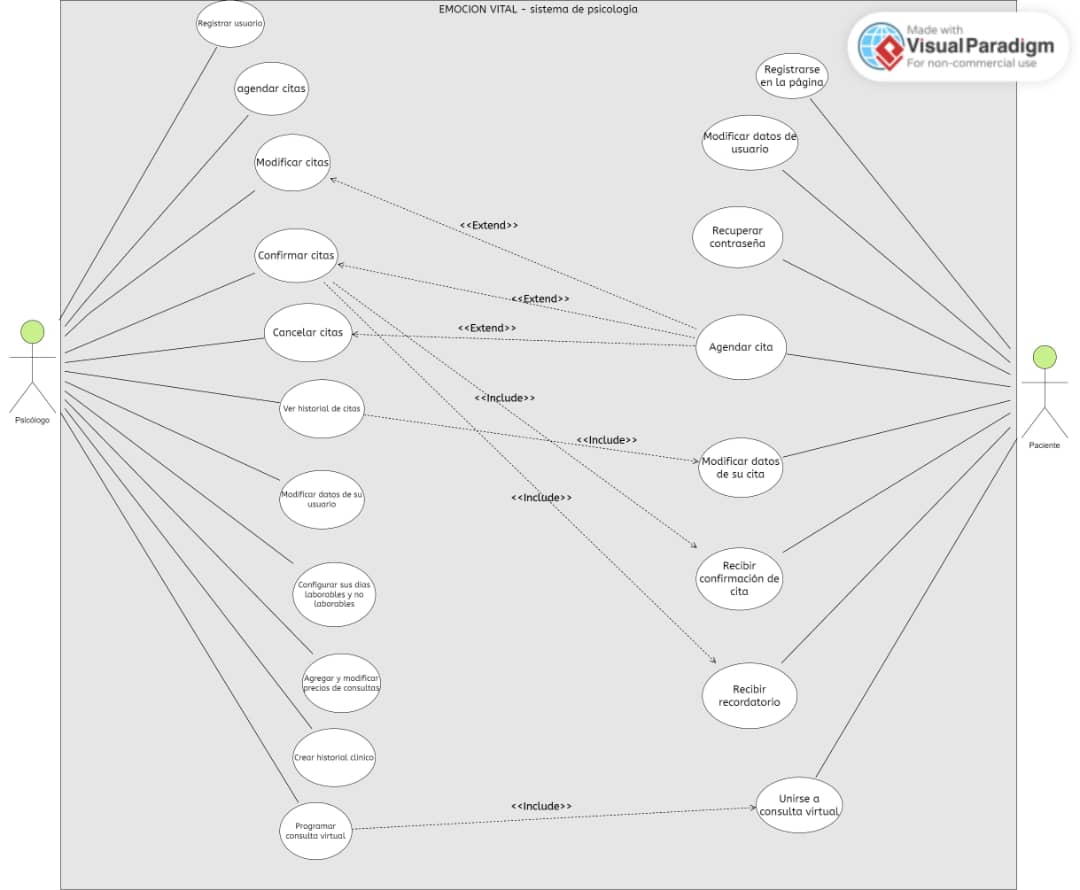 EMOCION VITAL - sistema de psicología
Made with
VisualParadigm
For non-commercial use
Registrar usuario
agendar citas
Modificar citas
Confirmar citas
Cancelar citas
Ver historial de citas
Modificar datos de su
usuario
Configurar sus días
laborables y no
laborables
Agregar y modificar
precios de consultas
Crear historial clínico
Programar
consulta virtual
Psicólogo
<<Extend>>
<<Extend>>
<<Extend>>
<<Include>>
<<Include>>
<<Include>>
<<Include>>
Registrarse
en la página
Modificar datos de
usuario
Recuperar
contraseña
Agendar cita
Modificar datos
de su cita
Recibir
confirmación de
cita
Recibir
recordatorio
Unirse a
consulta virtual
Paciente